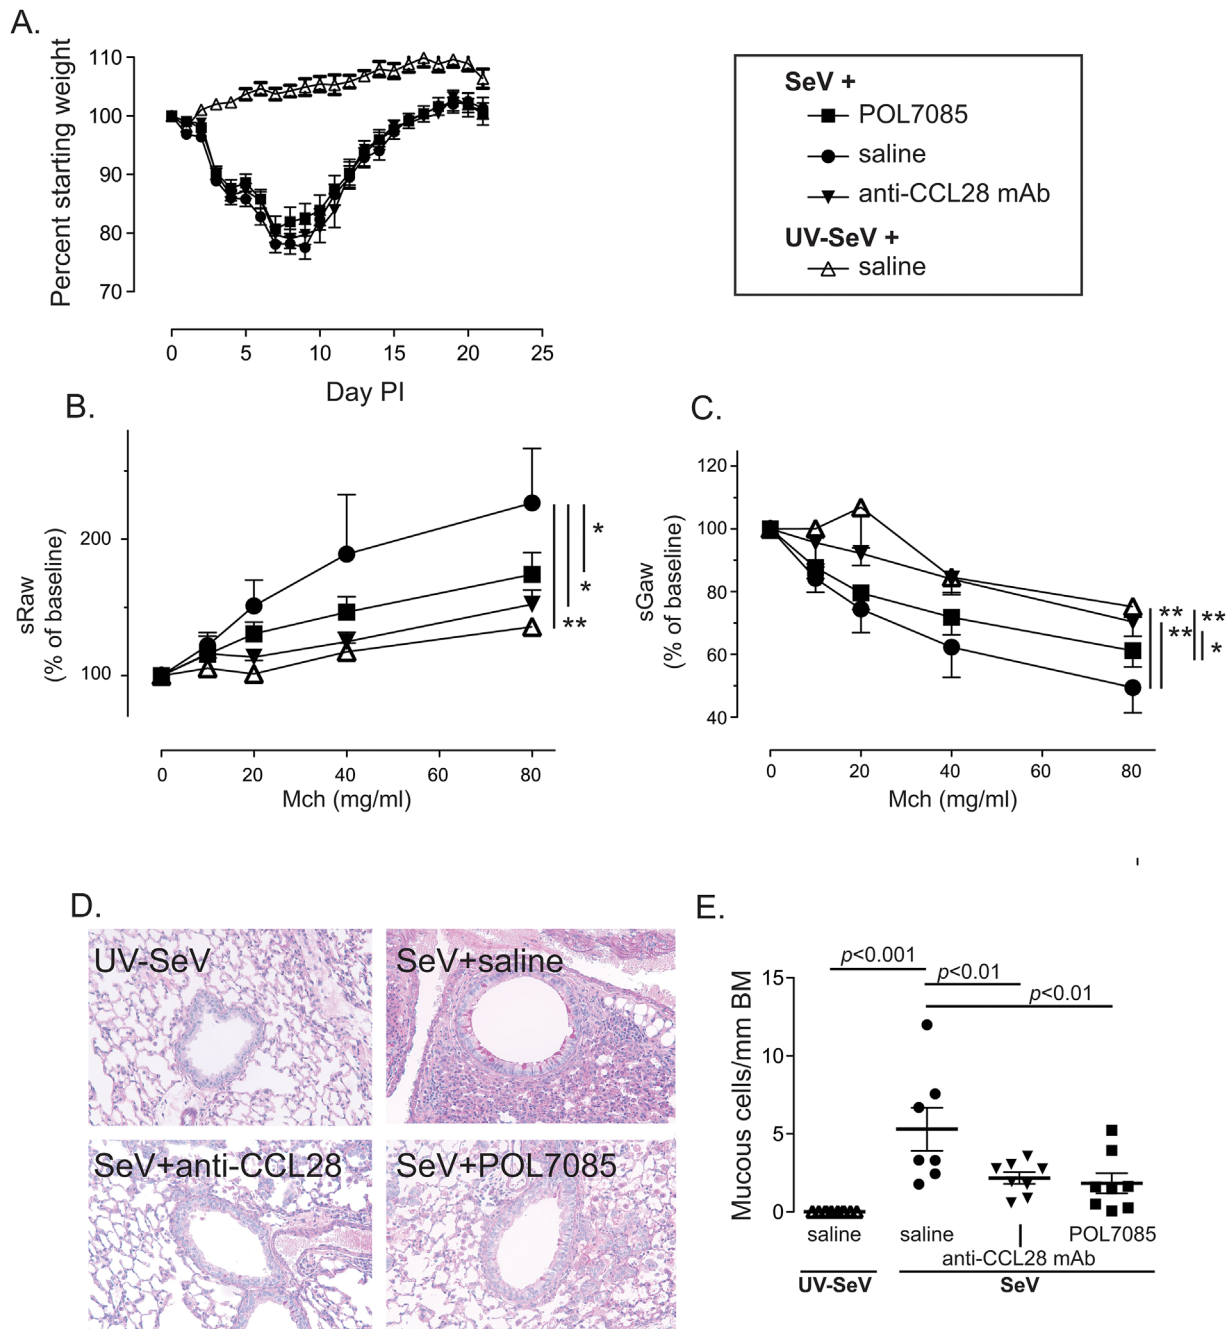 A.
Percent starting weight
110
100
90
80
70
0 5 10 15 20 25
Day PI
SeV +
POL7085
saline
anti-CCL28 mAb
UV-SeV +
saline
B.
sRaw
(% of baseline)
200
100
*
*
**
0 20 40 60 80
Mch (mg/ml)
C.
sGaw
(% of baseline)
120
100
80
60
40
** **
** *
0 20 40 60 80
Mch (mg/ml)
D.
UV-SeV
SeV+saline
SeV+anti-CCL28
SeV+POL7085
E.
Mucous cells/mm BM
p<0.001
p<0.01
p<0.01
15
10
5
0
saline saline POL7085
anti-CCL28 mAb
UV-SeV SeV